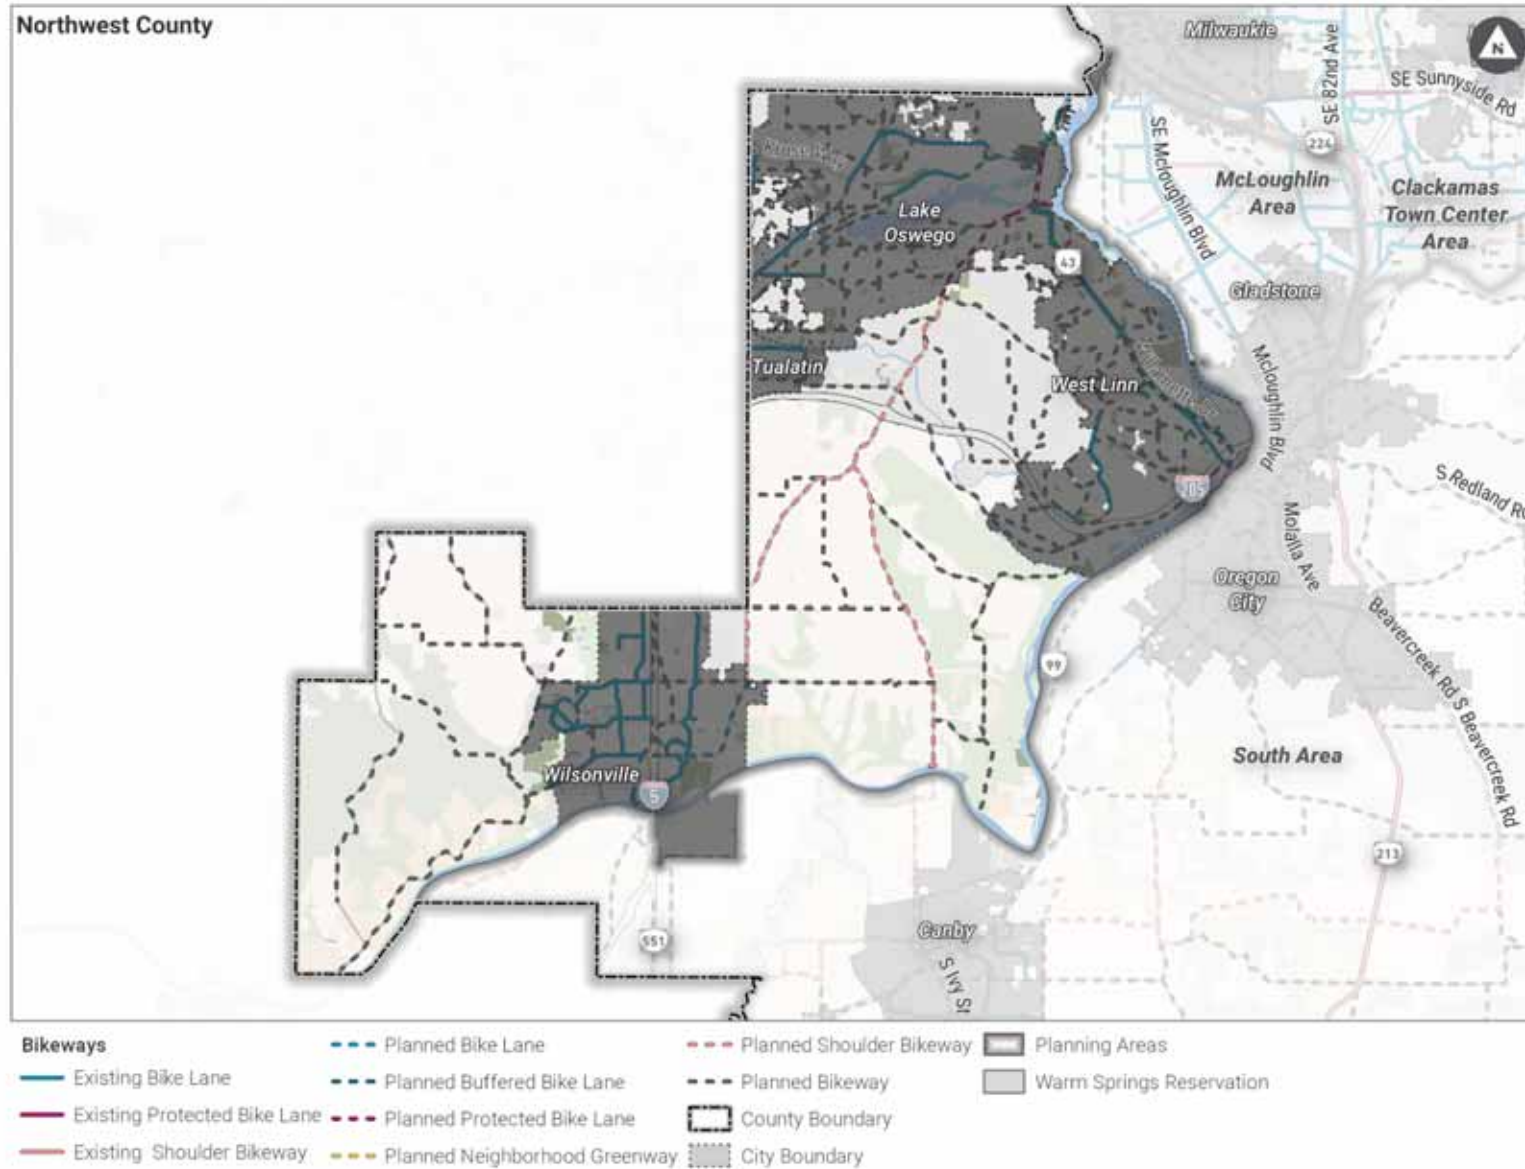 Northwest County
Milwaukie
N
SE 82nd Ave
SE Sunnyside Rd
SE Mcloughlin Blvd
224
McLoughlin
Area
Clackamas
Town Center
Area
Lake
Oswego
43
Gladstone
Tualatin
West Linn
Mcloughlin Blvd
205
S Redland Rd
Molalla Ave
Oregon
City
Beavercreek Rd
S Beavercreek Rd
99
South Area
Wilsonville
5
213
Canby
551
S Ivy St
Bikeways
Existing Bike Lane
Existing Protected Bike Lane
Existing Shoulder Bikeway
Planned Bike Lane
Planned Buffered Bike Lane
Planned Protected Bike Lane
Planned Neighborhood Greenway
Planned Shoulder Bikeway
Planned Bikeway
County Boundary
City Boundary
Planning Areas
Warm Springs Reservation